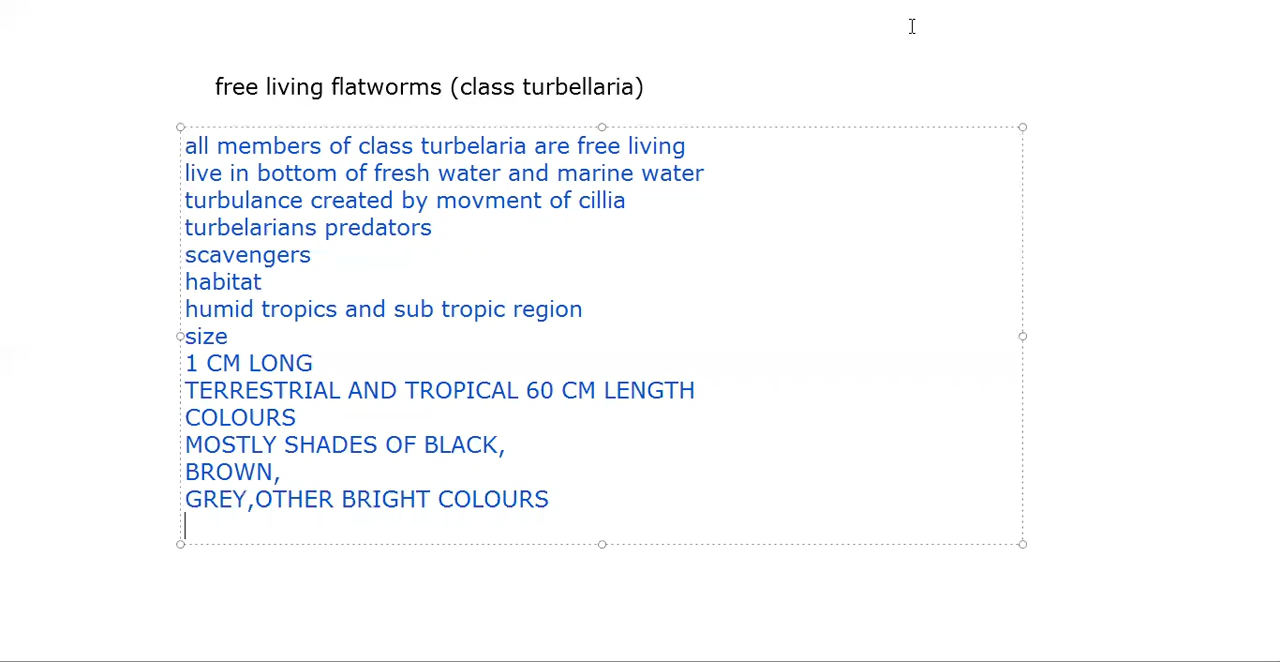 free living flatworms (class turbellaria)
all members of class turbelaria are free living
live in bottom of fresh water and marine water
turbulance created by movment of cillia
turbelarians predators
scavengers
habitat
humid tropics and sub tropic region
size
1 CM LONG
TERRESTRIAL AND TROPICAL 60 CM LENGTH
COLOURS
MOSTLY SHADES OF BLACK,
BROWN,
GREY,OTHER BRIGHT COLOURS